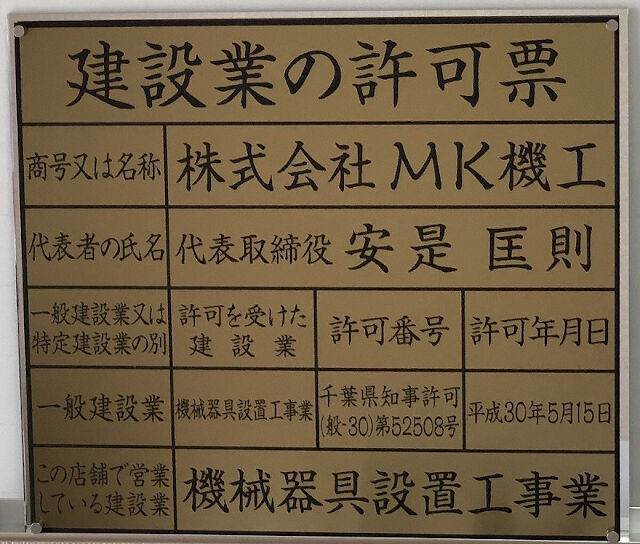 建設業の許可票
商号又は名称
株式会社MK機工
代表者の氏名
代表取締役 安是 匡則
一般建設業又は
特定建設業の別
許可を受けた
建設業
許可番号
許可年月日
一般建設業
機械器具設置工事業
千葉県知事許可
(般-30)第52508号
平成30年5月15日
この店舗で営業
している建設業
機械器具設置工事業